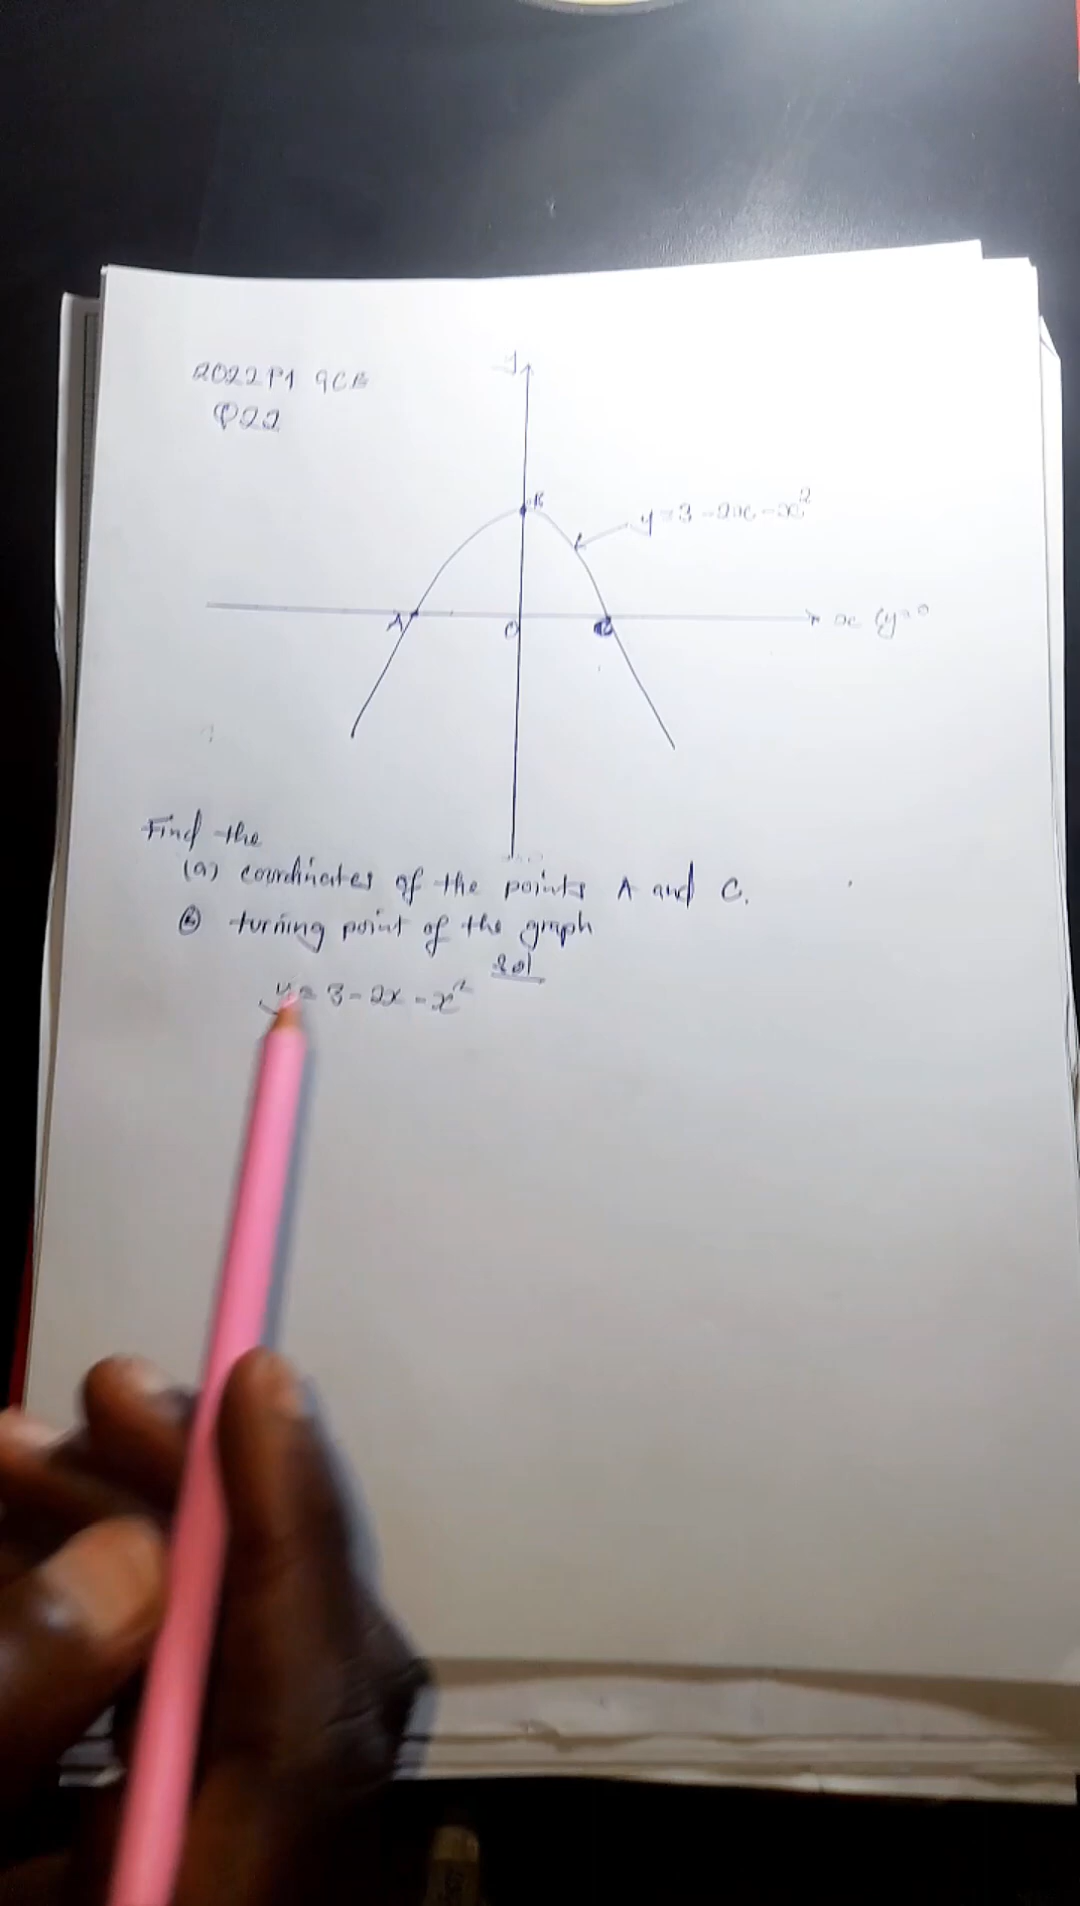 2022 P1 GCE
Q22
y
B
y = 3 - 2x - x²
A
O
x (y=0
Find the
(a) coordinates of the points A and C.
(b) turning point of the graph
sol
y = 3 - 2x - x²